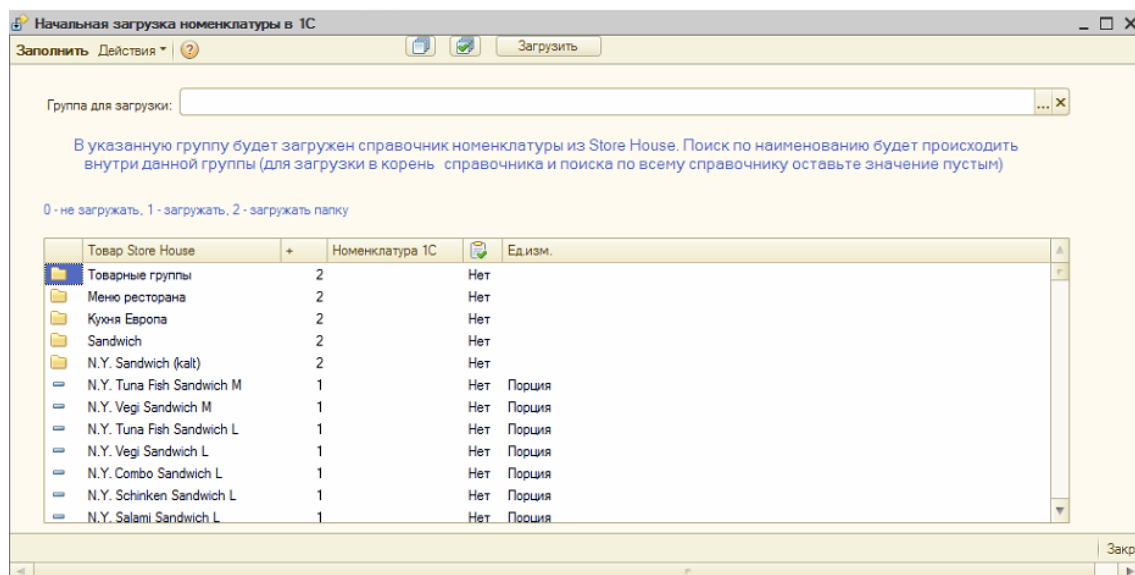 Начальная загрузка номенклатуры в 1С
Заполнить Действия Загрузить
Группа для загрузки:
В указанную группу будет загружен справочник номенклатуры из Store House. Поиск по наименованию будет происходить
внутри данной группы (для загрузки в корень справочника и поиска по всему справочнику оставьте значение пустым)
0 - не загружать, 1 - загружать, 2 - загружать папку
Товар Store House + Номенклатура 1С Ед.изм.
Товарные группы 2 Нет
Меню ресторана 2 Нет
Кухня Европа 2 Нет
Sandwich 2 Нет
N.Y. Sandwich (kalt) 2 Нет
N.Y. Tuna Fish Sandwich M 1 Нет Порция
N.Y. Vegi Sandwich M 1 Нет Порция
N.Y. Tuna Fish Sandwich L 1 Нет Порция
N.Y. Vegi Sandwich L 1 Нет Порция
N.Y. Combo Sandwich L 1 Нет Порция
N.Y. Schinken Sandwich L 1 Нет Порция
N.Y. Salami Sandwich L 1 Нет Порция
Закр